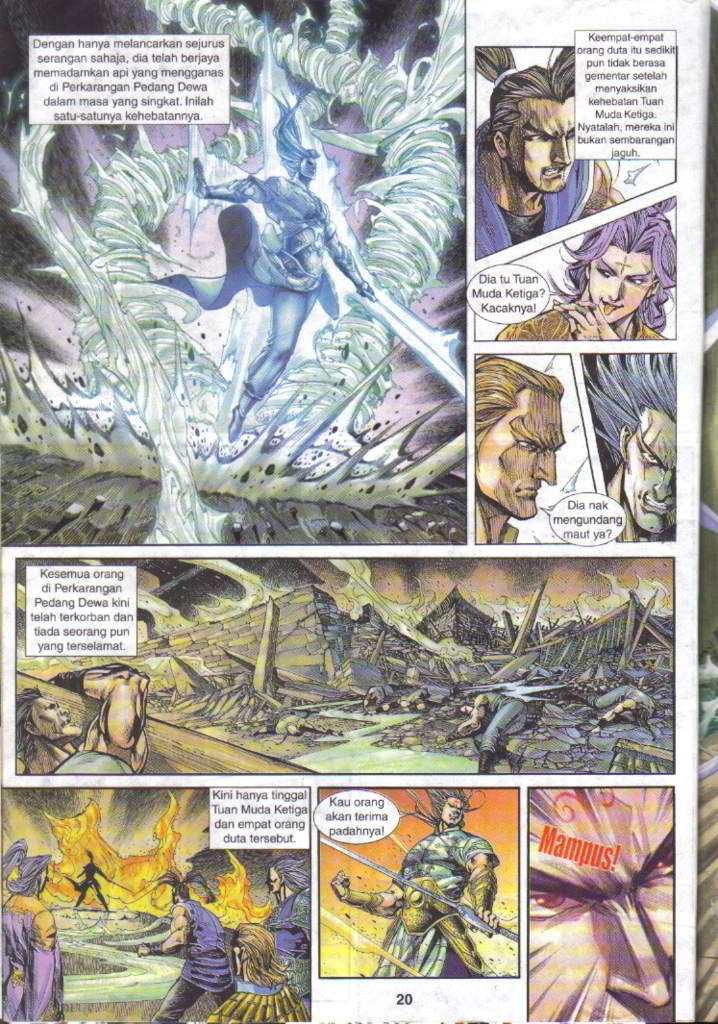 Dengan hanya melancarkan sejurus
serangan sahaja, dia telah berjaya
memadamkan api yang mengganas
di Perkarangan Pedang Dewa
dalam masa yang singkat. Inilah
satu-satunya kehebatannya.
Keempat-empat
orang duta itu sedikit
pun tidak berasa
gementar setelah
menyaksikan
kehebatan Tuan
Muda Ketiga.
Nyatalah, mereka ini
bukan sembarangan
jaguh.
Dia tu Tuan
Muda Ketiga?
Kacaknya!
Dia nak
mengundang
maut ya?
Kesemua orang
di Perkarangan
Pedang Dewa kini
telah terkorban dan
tiada seorang pun
yang terselamat.
Kini hanya tinggal
Tuan Muda Ketiga
dan empat orang
duta tersebut.
Kau orang
akan terima
padahnya!
Mampus!
20